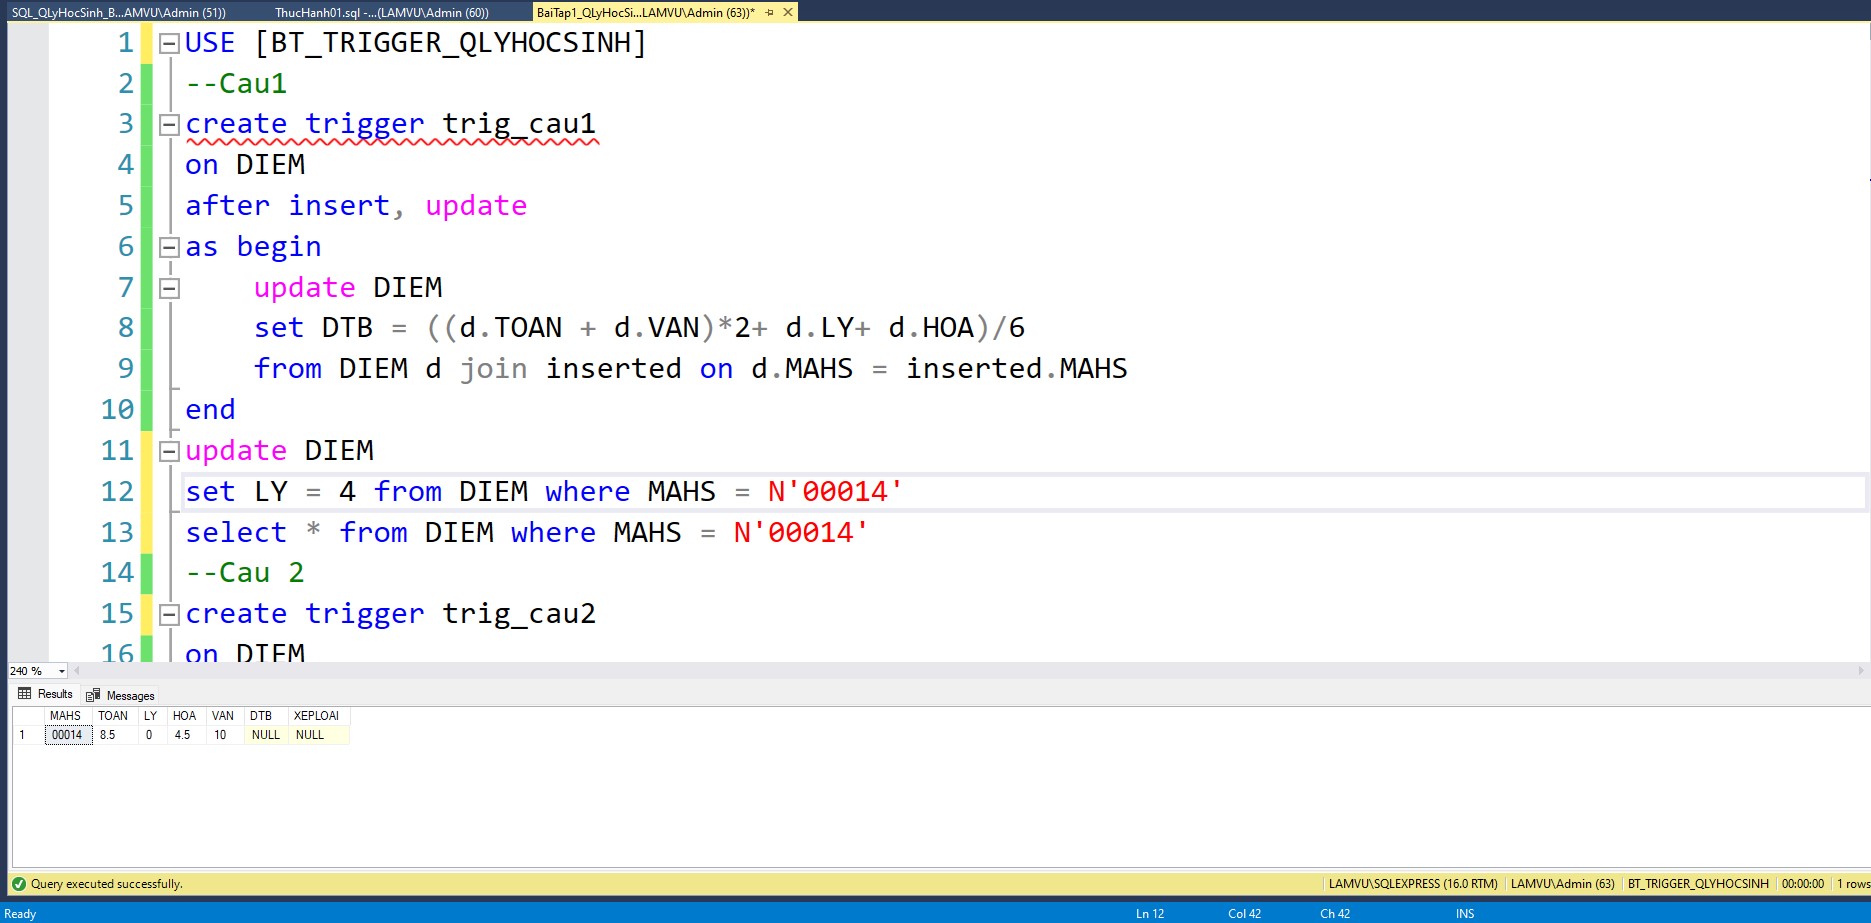 SQL_QLyHocSinh_B...AMVU\Admin (51))
ThucHanh01.sql -...(LAMVU\Admin (60))
BaiTap1_QLyHocSi...LAMVU\Admin (63))*
1 USE [BT_TRIGGER_QLYHOCSINH]
2 --Cau1
3 create trigger trig_cau1
4 on DIEM
5 after insert, update
6 as begin
7 update DIEM
8 set DTB = ((d.TOAN + d.VAN)*2+ d.LY+ d.HOA)/6
9 from DIEM d join inserted on d.MAHS = inserted.MAHS
10 end
11 update DIEM
12 set LY = 4 from DIEM where MAHS = N'00014'
13 select * from DIEM where MAHS = N'00014'
14 --Cau 2
15 create trigger trig_cau2
16 on DIEM
240 %
Results Messages
MAHS TOAN LY HOA VAN DTB XEPLOAI
1 00014 8.5 0 4.5 10 NULL NULL
Query executed successfully. LAMVU\SQLEXPRESS (16.0 RTM) LAMVU\Admin (63) BT_TRIGGER_QLYHOCSINH 00:00:00 1 rows
Ready Ln 12 Col 42 Ch 42 INS